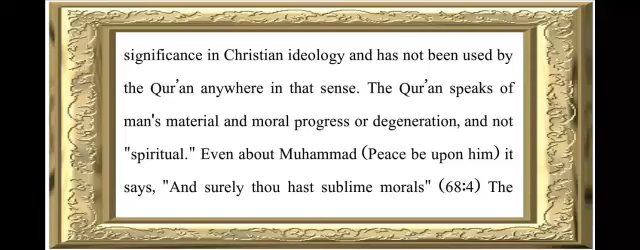 significance in Christian ideology and has not been used by
the Qur’an anywhere in that sense. The Qur’an speaks of
man's material and moral progress or degeneration, and not
"spiritual." Even about Muhammad (Peace be upon him) it
says, "And surely thou hast sublime morals" (68:4) The